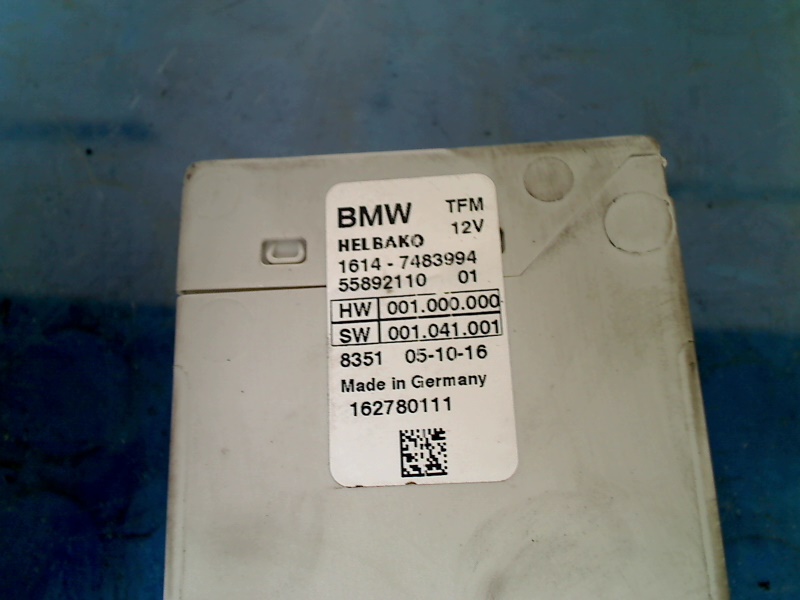 BMW TFM
HELBAKO 12V
1614 - 7483994
55892110 01
HW 001.000.000
SW 001.041.001
8351 05-10-16
Made in Germany
162780111